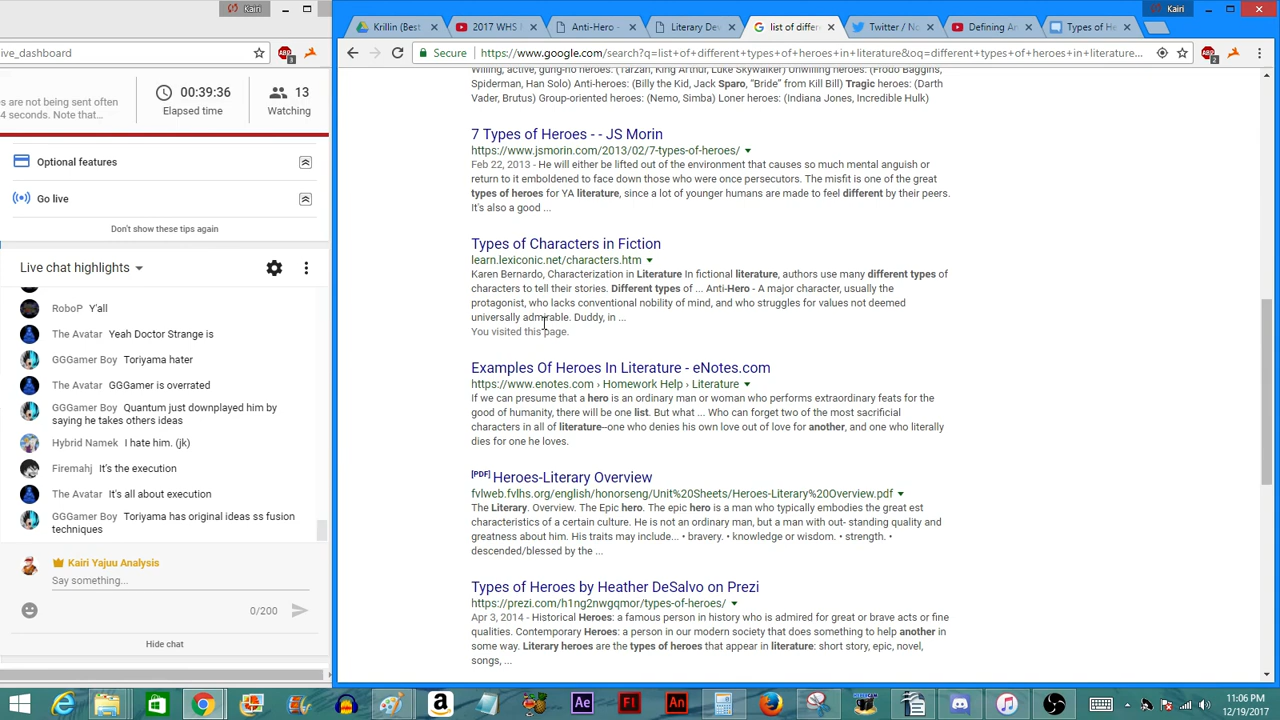 Kairi
ive_dashboard
es are not being sent often
4 seconds. Note that…
00:39:36
Elapsed time
13
Watching
Optional features
Go live
Don't show these tips again
Live chat highlights
RoboP Y'all
The Avatar Yeah Doctor Strange is
GGGamer Boy Toriyama hater
The Avatar GGGamer is overrated
GGGamer Boy Quantum just downplayed him by
saying he takes others ideas
Hybrid Namek I hate him. (jk)
Firemahj It's the execution
The Avatar It's all about execution
GGGamer Boy Toriyama has original ideas ss fusion
techniques
Kairi Yajuu Analysis
Say something...
0/200
Hide chat
Kairi
Krillin (Best
2017 WHS
Anti-Hero -
Literary Dev
list of differ
Twitter / No
Defining An
Types of He
Secure https://www.google.com/search?q=list+of+different+types+of+heroes+in+literature&oq=different+types+of+heroes+in+literature...
Willing, active, gung-ho heroes: (Tarzan, King Arthur, Luke Skywalker) Unwilling heroes: (Frodo Baggins,
Spiderman, Han Solo) Anti-heroes: (Billy the Kid, Jack Sparo, "Bride" from Kill Bill) Tragic heroes: (Darth
Vader, Brutus) Group-oriented heroes: (Nemo, Simba) Loner heroes: (Indiana Jones, Incredible Hulk)
7 Types of Heroes - - JS Morin
https://www.jsmorin.com/2013/02/7-types-of-heroes/
Feb 22, 2013 - He will either be lifted out of the environment that causes so much mental anguish or
return to it emboldened to face down those who were once persecutors. The misfit is one of the great
types of heroes for YA literature, since a lot of younger humans are made to feel different by their peers.
It's also a good ...
Types of Characters in Fiction
learn.lexiconic.net/characters.htm
Karen Bernardo, Characterization in Literature In fictional literature, authors use many different types of
characters to tell their stories. Different types of ... Anti-Hero - A major character, usually the
protagonist, who lacks conventional nobility of mind, and who struggles for values not deemed
universally admirable. Duddy, in ...
You visited this page.
Examples Of Heroes In Literature - eNotes.com
https://www.enotes.com › Homework Help › Literature
If we can presume that a hero is an ordinary man or woman who performs extraordinary feats for the
good of humanity, there will be one list. But what ... Who can forget two of the most sacrificial
characters in all of literature--one who denies his own love out of love for another, and one who literally
dies for one he loves.
[PDF] Heroes-Literary Overview
fvlweb.fvlhs.org/english/honorseng/Unit%20Sheets/Heroes-Literary%20Overview.pdf
The Literary. Overview. The Epic hero. The epic hero is a man who typically embodies the great est
characteristics of a certain culture. He is not an ordinary man, but a man with out- standing quality and
greatness about him. His traits may include... • bravery. • knowledge or wisdom. • strength. •
descended/blessed by the ...
Types of Heroes by Heather DeSalvo on Prezi
https://prezi.com/h1ng2nwgqmor/types-of-heroes/
Apr 3, 2014 - Historical Heroes: a famous person in history who is admired for great or brave acts or fine
qualities. Contemporary Heroes: a person in our modern society that does something to help another in
some way. Literary heroes are the types of heroes that appear in literature: short story, epic, novel,
songs, ...
11:06 PM
12/19/2017